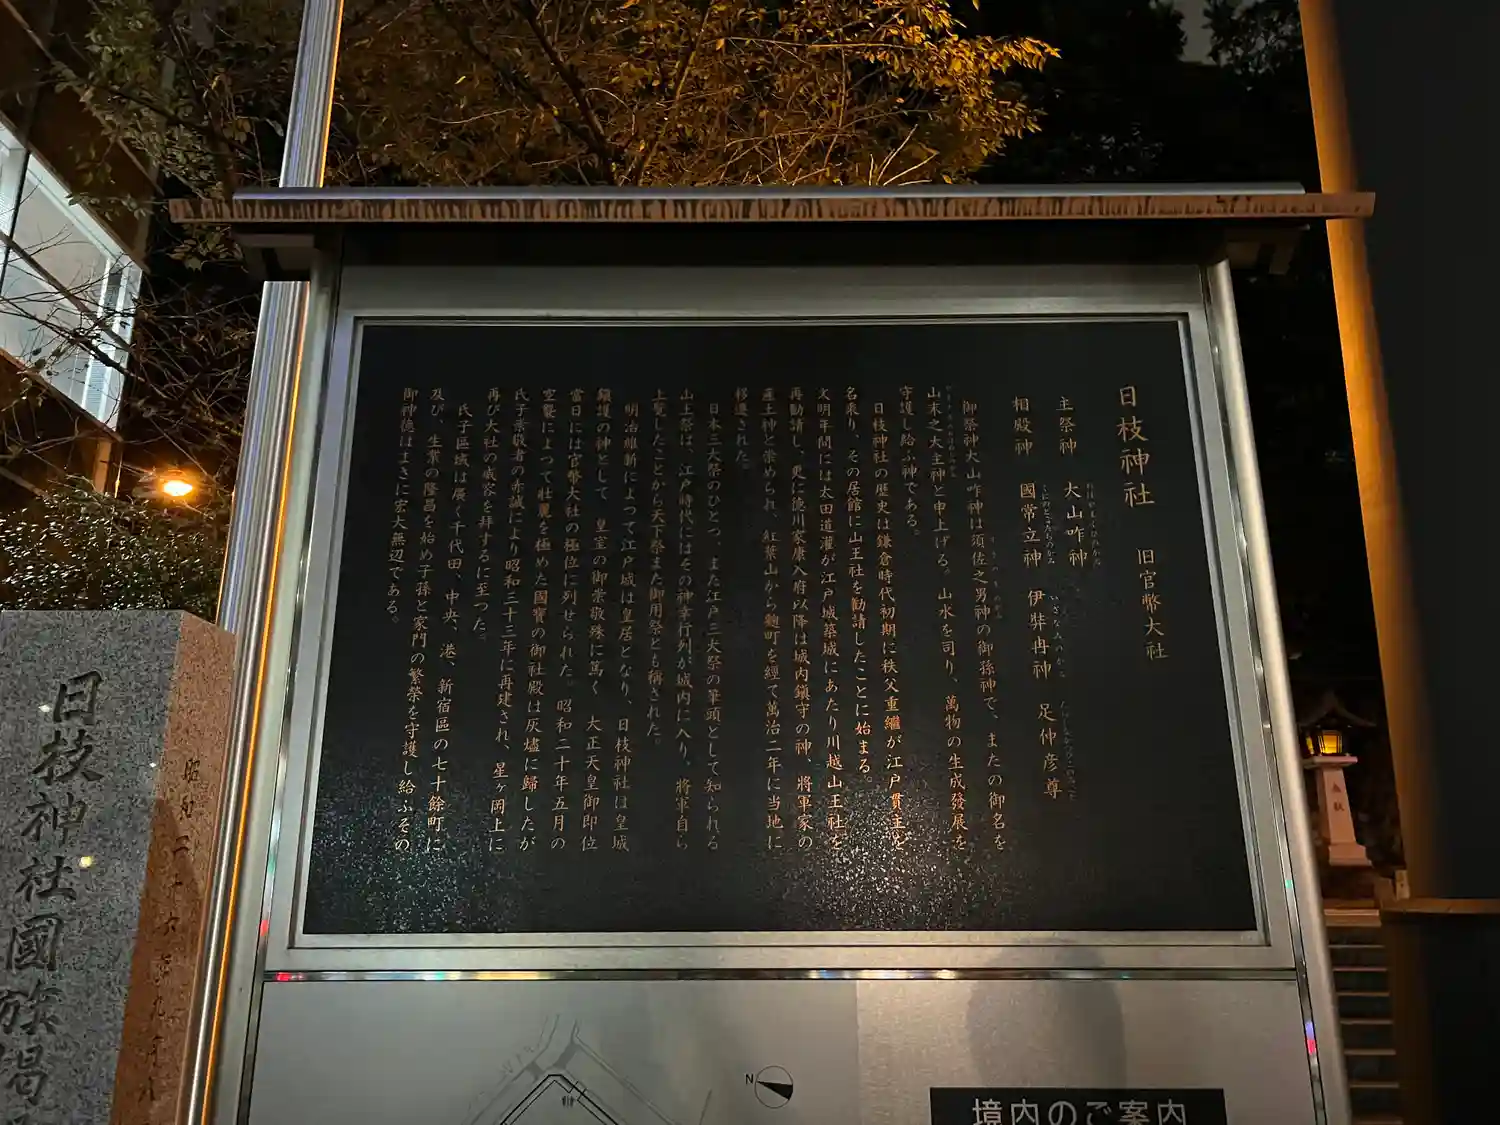 日枝神社　旧官幣大社
主祭神　大山咋神
相殿神　國常立神　伊弉冉神　足仲彦尊
御祭神大山咋神は須佐之男神の御孫神で、またの御名を
山末之大主神と申上げる。山水を司り、萬物の生成發展を
守護し給ふ神である。
日枝神社の歴史は鎌倉時代初期に秩父重繼が江戸貫主を
名乘り、その居館に山王社を勸請したことに始まる。
文明年間には太田道灌が江戸城築城にあたり川越山王社を
再勸請し、更に徳川家康入府以降は城内鎭守の神、將軍家の
産土神と崇められ、紅葉山から麹町を經て萬治二年に当地に
移遷された。
日本三大祭のひとつ、また江戸三大祭の筆頭として知られる
山王祭は、江戸時代にはその神幸行列が城内に入り、將軍自ら
上覧したことから天下祭また御用祭とも稱された。
明治維新によつて江戸城は皇居となり、日枝神社は皇城
鎭護の神として、皇室の御崇敬殊に篤く　大正天皇御即位
當日には官幣大社の極位に列せられた。昭和二十年五月の
空襲によつて壯麗を極めた國寶の御社殿は灰燼に歸したが
氏子崇敬者の赤誠により昭和三十三年に再建され、星ヶ岡上に
再び大社の威容を拜するに至つた。
氏子區域は廣く千代田、中央、港、新宿區の七十餘町に
及び、生業の隆昌を始め子孫と家門の繁榮を守護し給ふその
御神徳はまさに宏大無辺である。
日枝神社國旗掲
N
境内のご案内